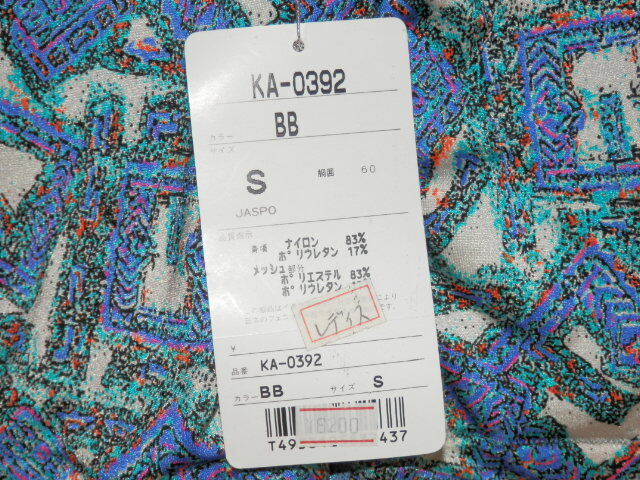 KA-0392
カラー
BB
サイズ
S 胴囲 60
JASPO
品質表示
身頃 ナイロン 83%
ポリウレタン 17%
メッシュ部分
ポリエステル 83%
ポリウレタン
レディス
¥
品番 KA-0392
カラー BB サイズ S
¥8200
T49 437